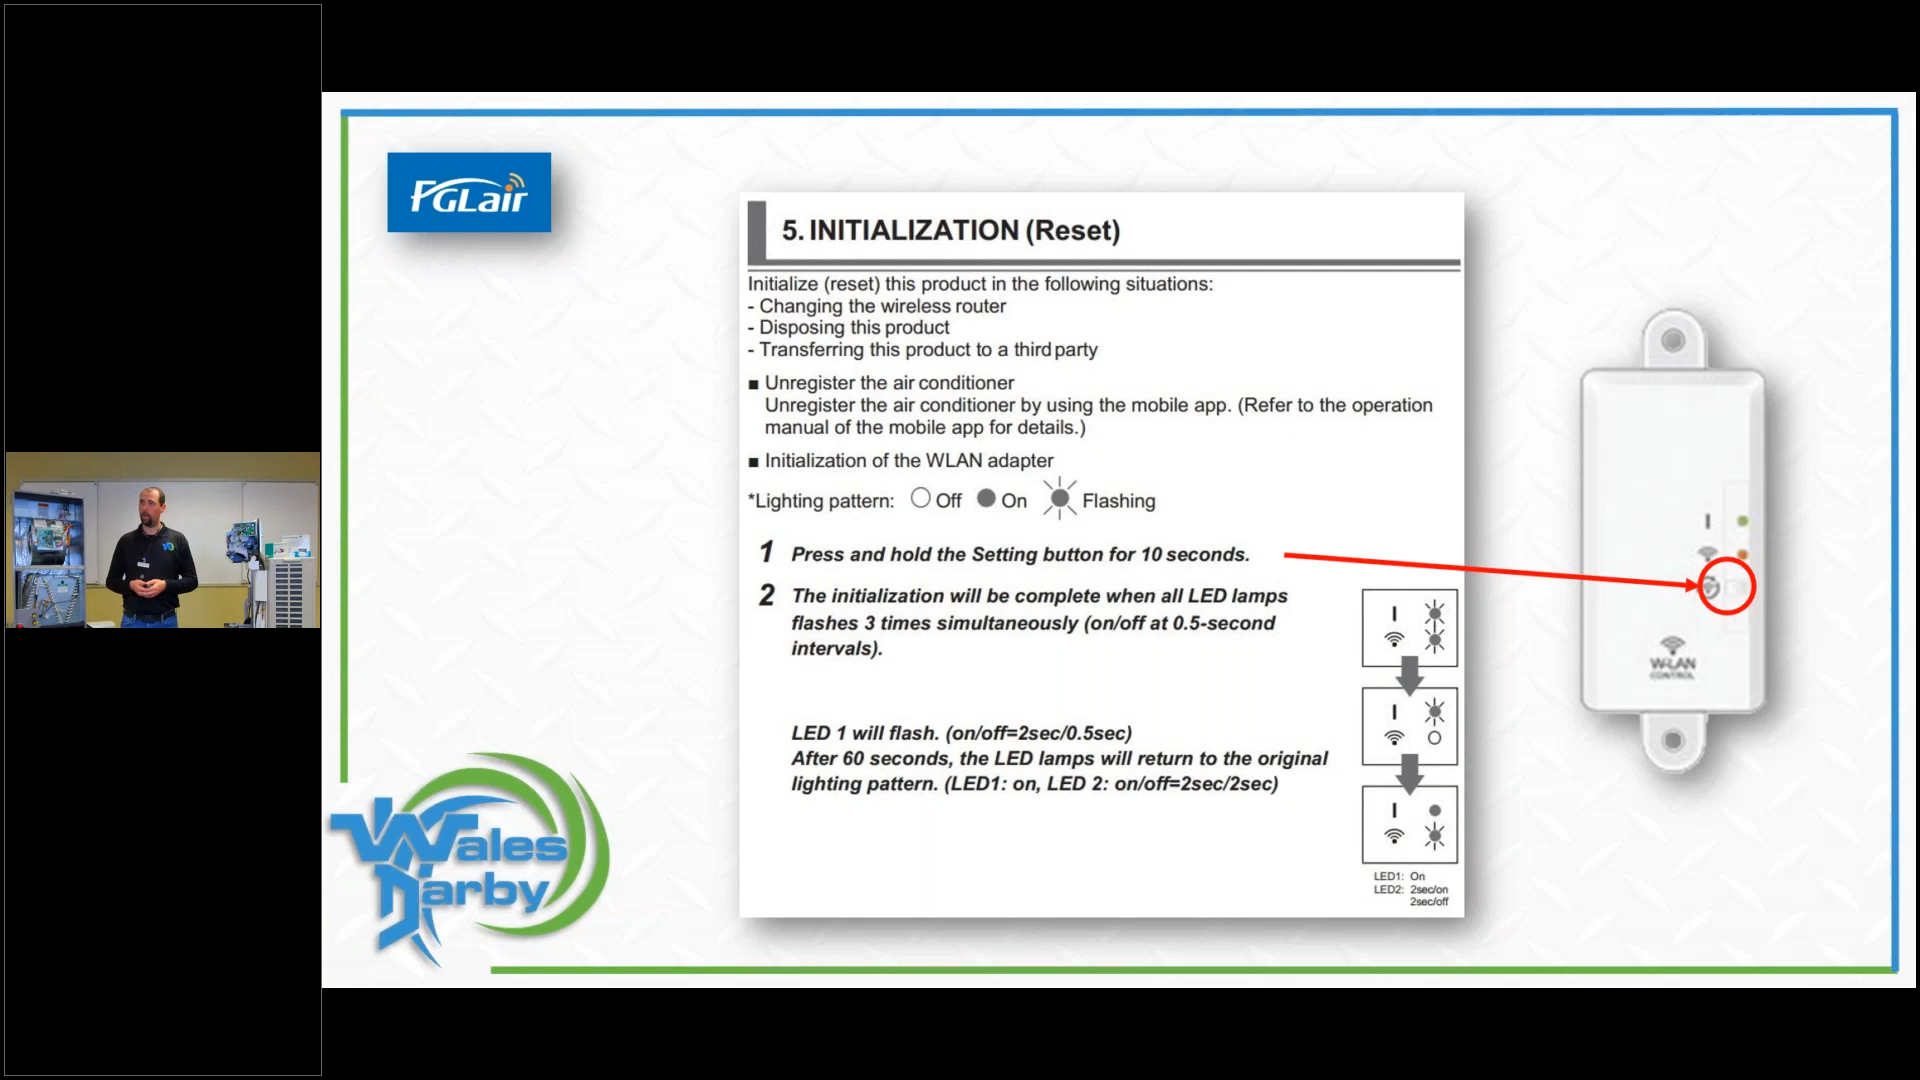 FGLair
5. INITIALIZATION (Reset)
Initialize (reset) this product in the following situations:
- Changing the wireless router
- Disposing this product
- Transferring this product to a third party
■ Unregister the air conditioner
Unregister the air conditioner by using the mobile app. (Refer to the operation
manual of the mobile app for details.)
■ Initialization of the WLAN adapter
*Lighting pattern: Off On Flashing
1 Press and hold the Setting button for 10 seconds.
2 The initialization will be complete when all LED lamps
flashes 3 times simultaneously (on/off at 0.5-second
intervals).
LED 1 will flash. (on/off=2sec/0.5sec)
After 60 seconds, the LED lamps will return to the original
lighting pattern. (LED1: on, LED 2: on/off=2sec/2sec)
LED1: On
LED2: 2sec/on
2sec/off
W-LAN
CONTROL
Wales
Darby